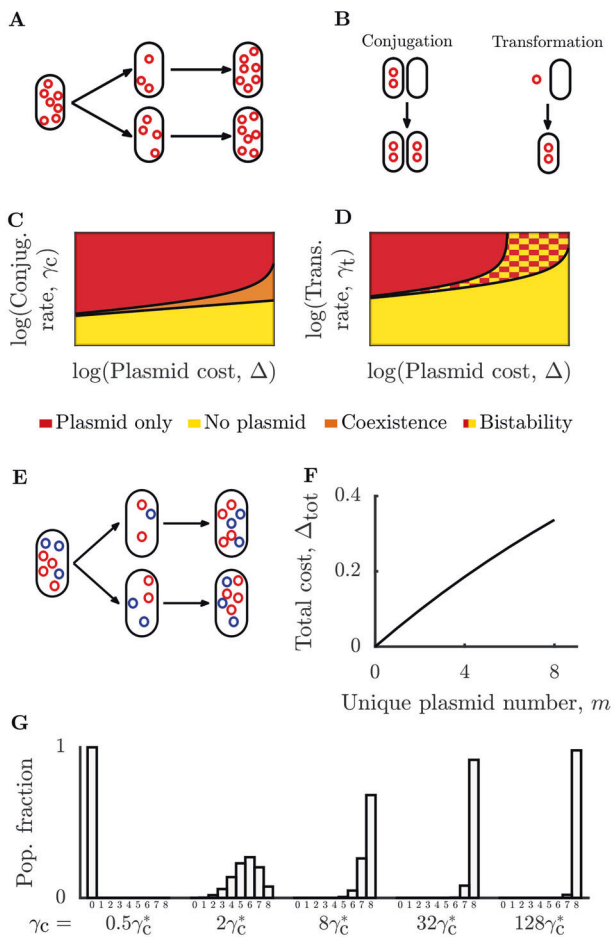 A
B
Conjugation Transformation
C
D
log(Conjug. rate, γc)
log(Trans. rate, γt)
log(Plasmid cost, Δ) log(Plasmid cost, Δ)
Plasmid only No plasmid Coexistence Bistability
E
F
Total cost, Δtot
0.4
0.2
0
0 4 8
Unique plasmid number, m
G
Pop. fraction
1
0
0 1 2 3 4 5 6 7 8 0 1 2 3 4 5 6 7 8 0 1 2 3 4 5 6 7 8 0 1 2 3 4 5 6 7 8 0 1 2 3 4 5 6 7 8
γc = 0.5γc* 2γc* 8γc* 32γc* 128γc*